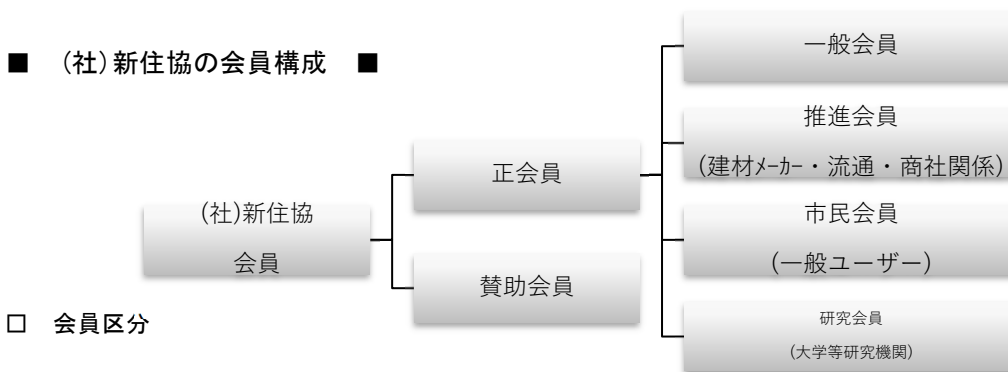 ■ (社)新住協の会員構成 ■
(社)新住協
会員
正会員
賛助会員
一般会員
推進会員
(建材ﾒｰｶｰ・流通・商社関係)
市民会員
(一般ユーザー)
研究会員
(大学等研究機関)
□ 会員区分